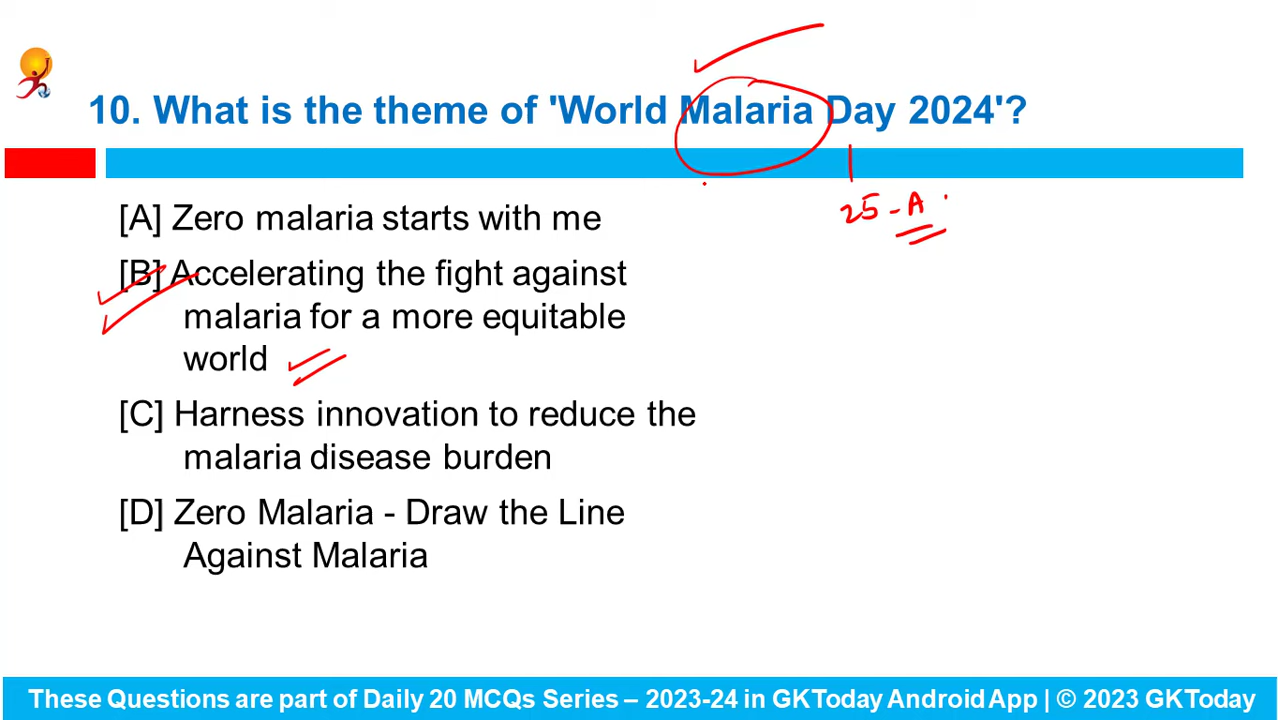 10. What is the theme of 'World Malaria Day 2024'?
25 - A
[A] Zero malaria starts with me
[B] Accelerating the fight against
malaria for a more equitable
world
[C] Harness innovation to reduce the
malaria disease burden
[D] Zero Malaria - Draw the Line
Against Malaria
These Questions are part of Daily 20 MCQs Series – 2023-24 in GKToday Android App | © 2023 GKToday